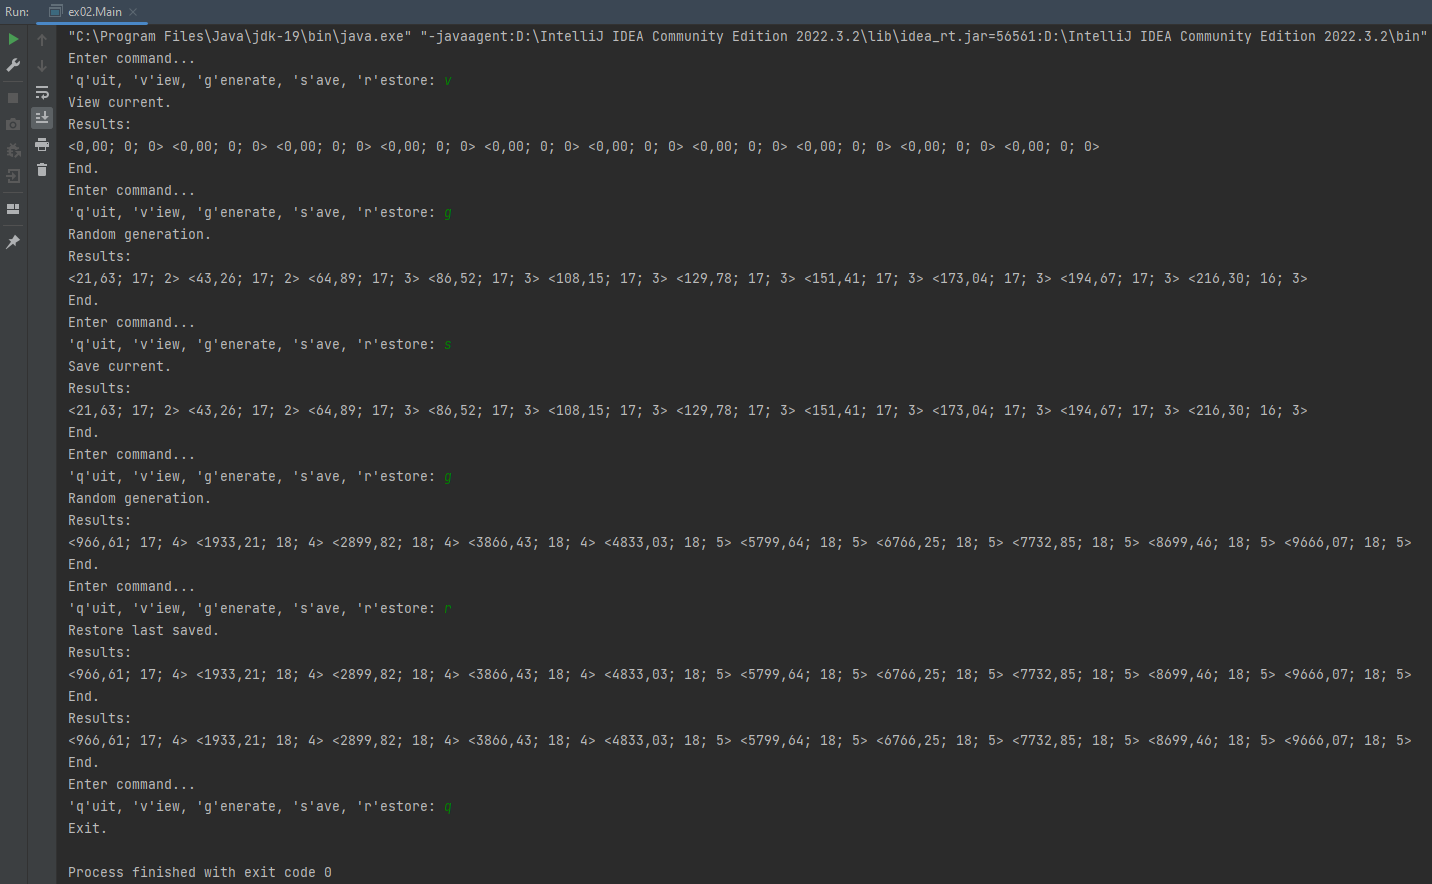 Run: ex02.Main
"C:\Program Files\Java\jdk-19\bin\java.exe" "-javaagent:D:\IntelliJ IDEA Community Edition 2022.3.2\lib\idea_rt.jar=56561:D:\IntelliJ IDEA Community Edition 2022.3.2\bin"
Enter command...
'q'uit, 'v'iew, 'g'enerate, 's'ave, 'r'estore: v
View current.
Results:
<0,00; 0; 0> <0,00; 0; 0> <0,00; 0; 0> <0,00; 0; 0> <0,00; 0; 0> <0,00; 0; 0> <0,00; 0; 0> <0,00; 0; 0> <0,00; 0; 0> <0,00; 0; 0>
End.
Enter command...
'q'uit, 'v'iew, 'g'enerate, 's'ave, 'r'estore: g
Random generation.
Results:
<21,63; 17; 2> <43,26; 17; 2> <64,89; 17; 3> <86,52; 17; 3> <108,15; 17; 3> <129,78; 17; 3> <151,41; 17; 3> <173,04; 17; 3> <194,67; 17; 3> <216,30; 16; 3>
End.
Enter command...
'q'uit, 'v'iew, 'g'enerate, 's'ave, 'r'estore: s
Save current.
Results:
<21,63; 17; 2> <43,26; 17; 2> <64,89; 17; 3> <86,52; 17; 3> <108,15; 17; 3> <129,78; 17; 3> <151,41; 17; 3> <173,04; 17; 3> <194,67; 17; 3> <216,30; 16; 3>
End.
Enter command...
'q'uit, 'v'iew, 'g'enerate, 's'ave, 'r'estore: g
Random generation.
Results:
<966,61; 17; 4> <1933,21; 18; 4> <2899,82; 18; 4> <3866,43; 18; 4> <4833,03; 18; 5> <5799,64; 18; 5> <6766,25; 18; 5> <7732,85; 18; 5> <8699,46; 18; 5> <9666,07; 18; 5>
End.
Enter command...
'q'uit, 'v'iew, 'g'enerate, 's'ave, 'r'estore: r
Restore last saved.
Results:
<966,61; 17; 4> <1933,21; 18; 4> <2899,82; 18; 4> <3866,43; 18; 4> <4833,03; 18; 5> <5799,64; 18; 5> <6766,25; 18; 5> <7732,85; 18; 5> <8699,46; 18; 5> <9666,07; 18; 5>
End.
Results:
<966,61; 17; 4> <1933,21; 18; 4> <2899,82; 18; 4> <3866,43; 18; 4> <4833,03; 18; 5> <5799,64; 18; 5> <6766,25; 18; 5> <7732,85; 18; 5> <8699,46; 18; 5> <9666,07; 18; 5>
End.
Enter command...
'q'uit, 'v'iew, 'g'enerate, 's'ave, 'r'estore: q
Exit.
Process finished with exit code 0